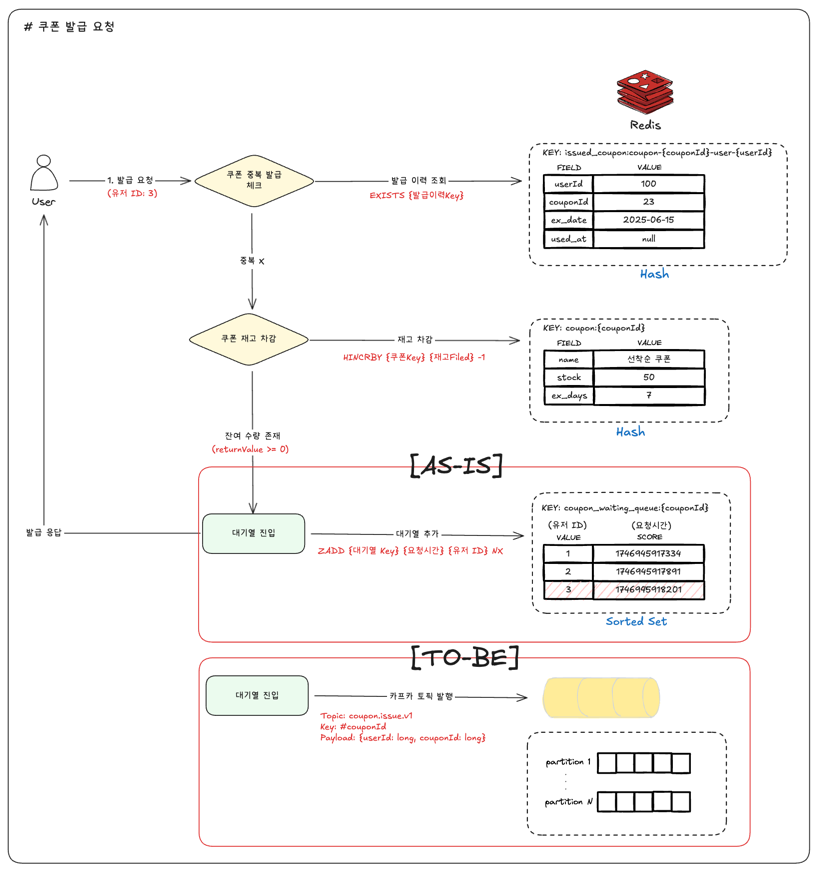 # 쿠폰 발급 요청
Redis
User
1. 발급 요청
(유저 ID: 3)
쿠폰 중복 발급
체크
발급 이력 조회
EXISTS {발급이력Key}
KEY: issued_coupon:coupon-{couponId}-user-{userId}
FIELD VALUE
userId 100
couponId 23
ex_date 2025-06-15
used_at null
Hash
중복 X
쿠폰 재고 차감
재고 차감
HINCRBY {쿠폰Key} {재고Filed} -1
KEY: coupon:{couponId}
FIELD VALUE
name 선착순 쿠폰
stock 50
ex_days 7
Hash
잔여 수량 존재
(returnValue >= 0)
[AS-IS]
발급 응답
대기열 진입
대기열 추가
ZADD {대기열 Key} {요청시간} {유저 ID} NX
KEY: coupon_waiting_queue:{couponId}
(유저 ID) (요청시간)
VALUE SCORE
1 1746945917334
2 1746945917891
3 1746945918201
Sorted Set
[TO-BE]
대기열 진입
카프카 토픽 발행
Topic: coupon.issue.v1
Key: #couponId
Payload: {userId: long, couponId: long}
partition 1
partition N